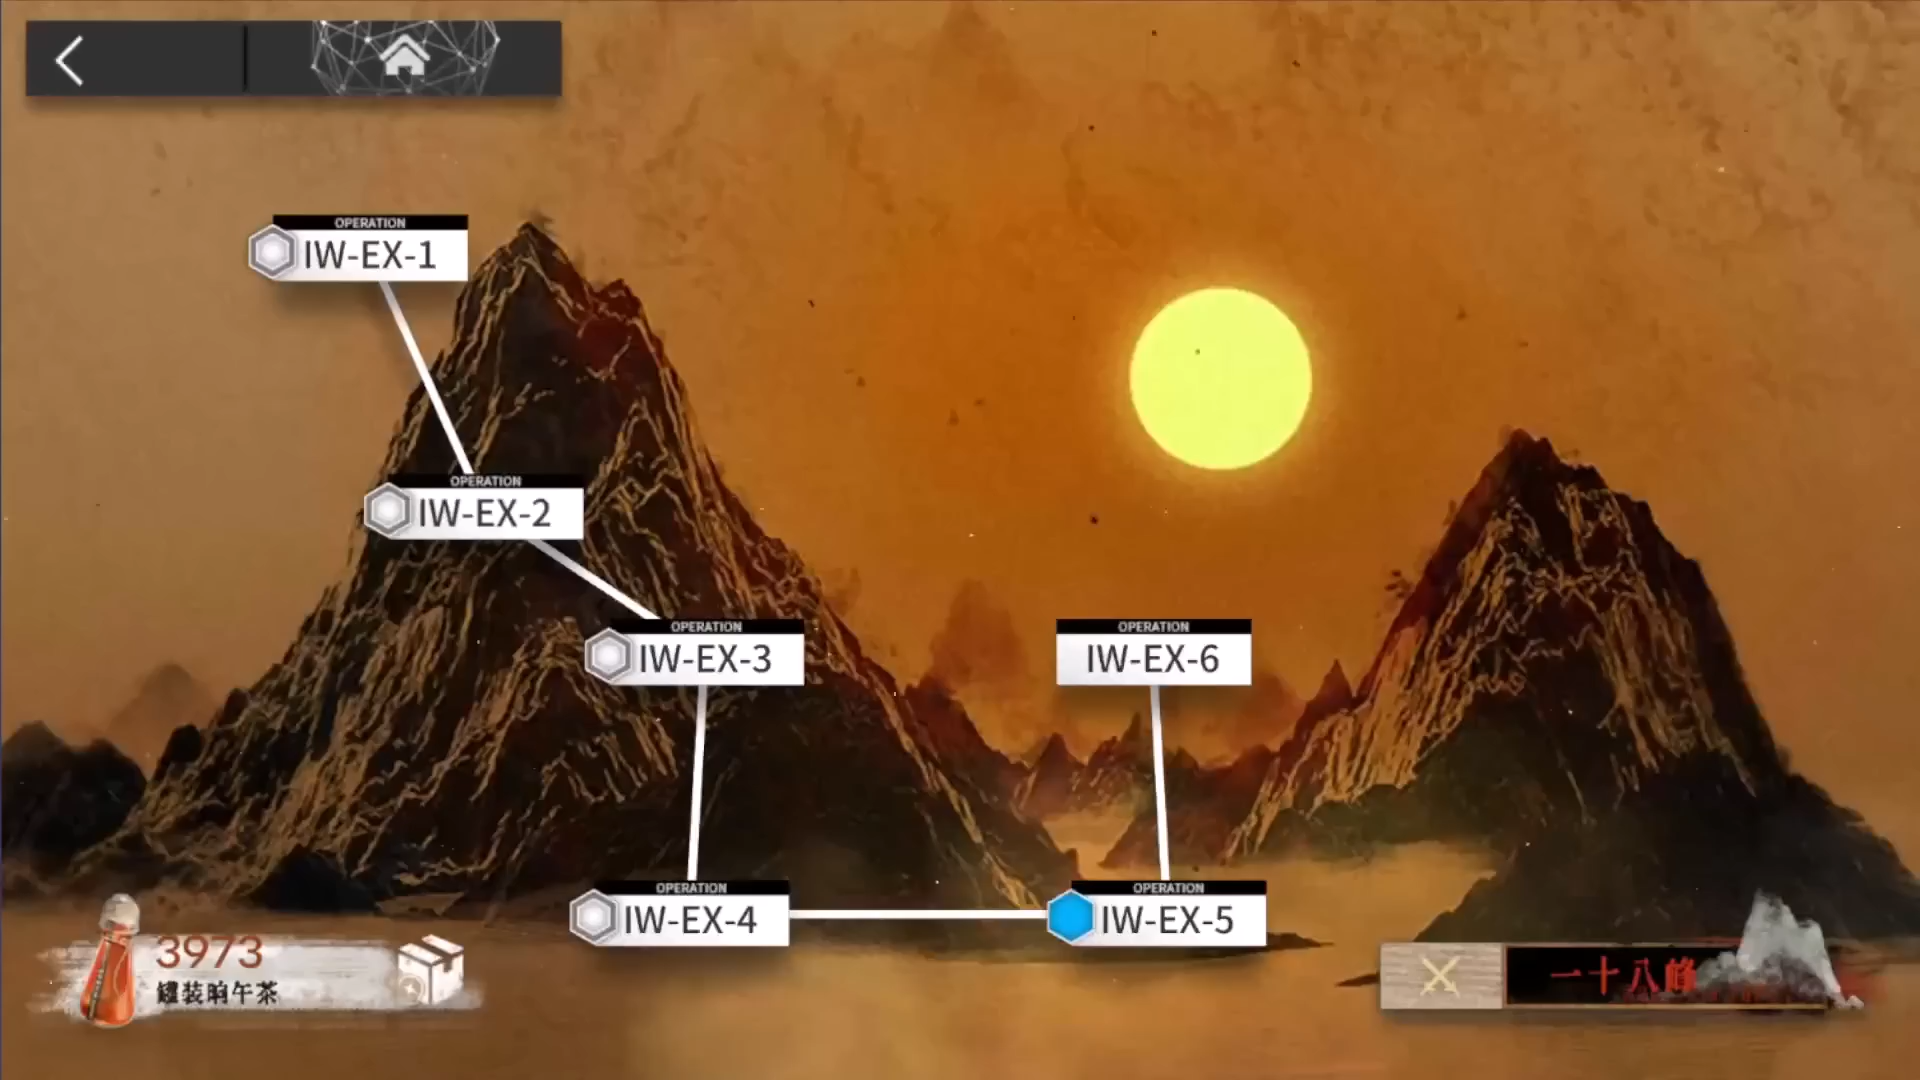 OPERATION
IW-EX-1
OPERATION
IW-EX-2
OPERATION
IW-EX-3
OPERATION
IW-EX-6
OPERATION
IW-EX-4
OPERATION
IW-EX-5
3973
罐装晌午茶
一十八峰